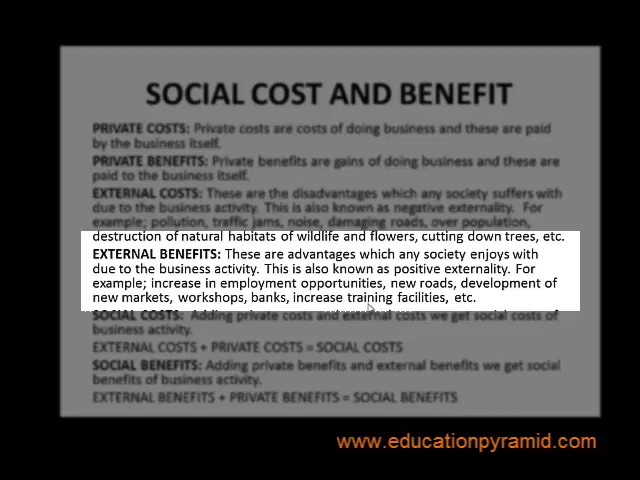 SOCIAL COST AND BENEFIT
PRIVATE COSTS: Private costs are costs of doing business and these are paid
by the business itself.
PRIVATE BENEFITS: Private benefits are gains of doing business and these are
paid to the business itself.
EXTERNAL COSTS: These are the disadvantages which any society suffers with
due to the business activity. This is also known as negative externality. For
example; pollution, traffic jams, noise, damaging roads, over population,
destruction of natural habitats of wildlife and flowers, cutting down trees, etc.
EXTERNAL BENEFITS: These are advantages which any society enjoys with
due to the business activity. This is also known as positive externality. For
example; increase in employment opportunities, new roads, development of
new markets, workshops, banks, increase training facilities, etc.
SOCIAL COSTS: Adding private costs and external costs we get social costs of
business activity.
EXTERNAL COSTS + PRIVATE COSTS = SOCIAL COSTS
SOCIAL BENEFITS: Adding private benefits and external benefits we get social
benefits of business activity.
EXTERNAL BENEFITS + PRIVATE BENEFITS = SOCIAL BENEFITS
www.educationpyramid.com